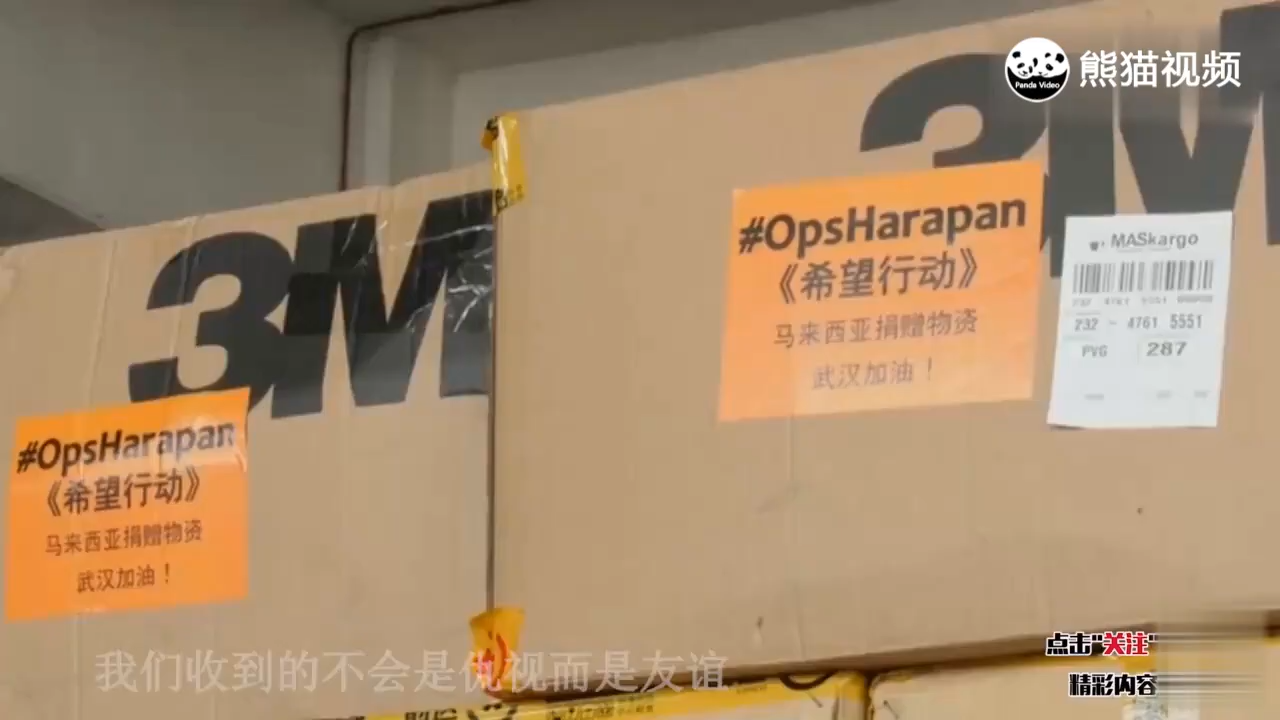 熊猫视频
Panda Video
3M
3M
#OpsHarapan
《希望行动》
马来西亚捐赠物资
武汉加油！
MASkargo
232 - 4761 5551
PVG 287
#OpsHarapan
《希望行动》
马来西亚捐赠物资
武汉加油！
我们收到的不会是仇视而是友谊
点击"关注"
精彩内容